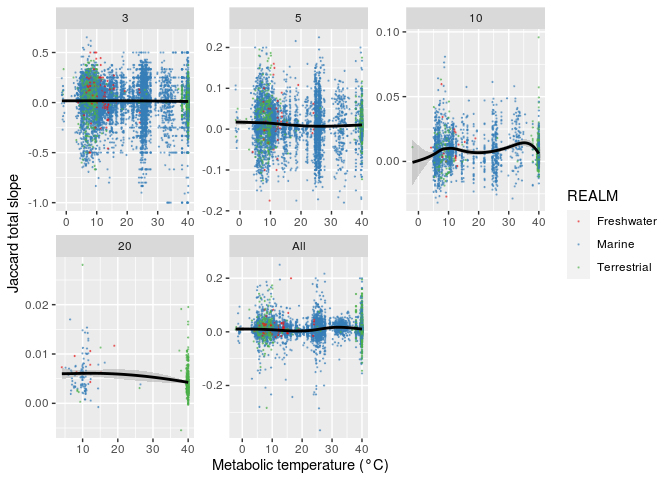 3
5
10
0.5
0.0
-0.5
-1.0
0 10 20 30 40
0.2
0.1
0.0
-0.1
-0.2
0 10 20 30 40
0.10
0.05
0.00
0 10 20 30 40
20
All
0.02
0.01
0.00
10 20 30 40
0.2
0.0
-0.2
0 10 20 30 40
Jaccard total slope
Metabolic temperature (°C)
REALM
Freshwater
Marine
Terrestrial